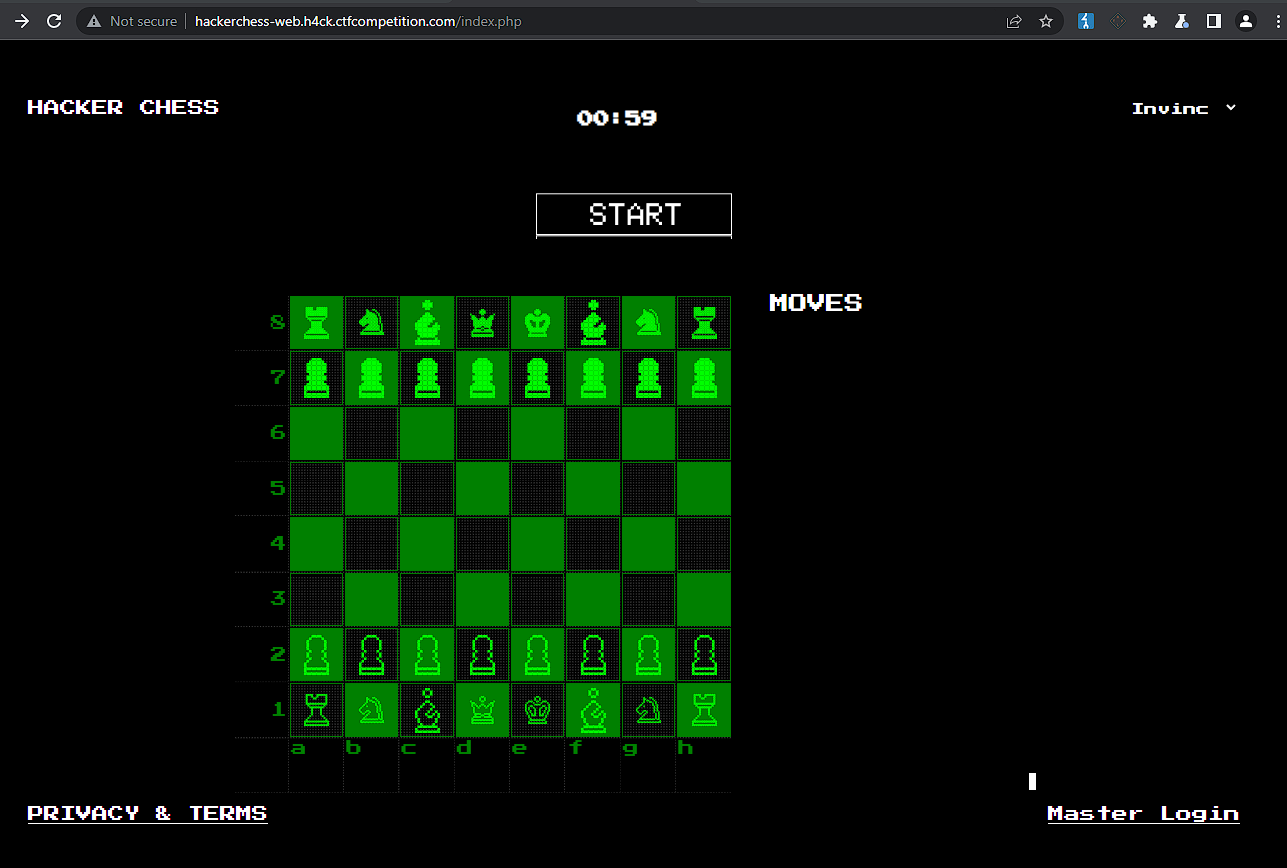 Not secure hackerchess-web.h4ck.ctfcompetition.com/index.php
HACKER CHESS
00:59
Invinc
START
MOVES
8
7
6
5
4
3
2
1
a b c d e f g h
PRIVACY & TERMS
Master Login